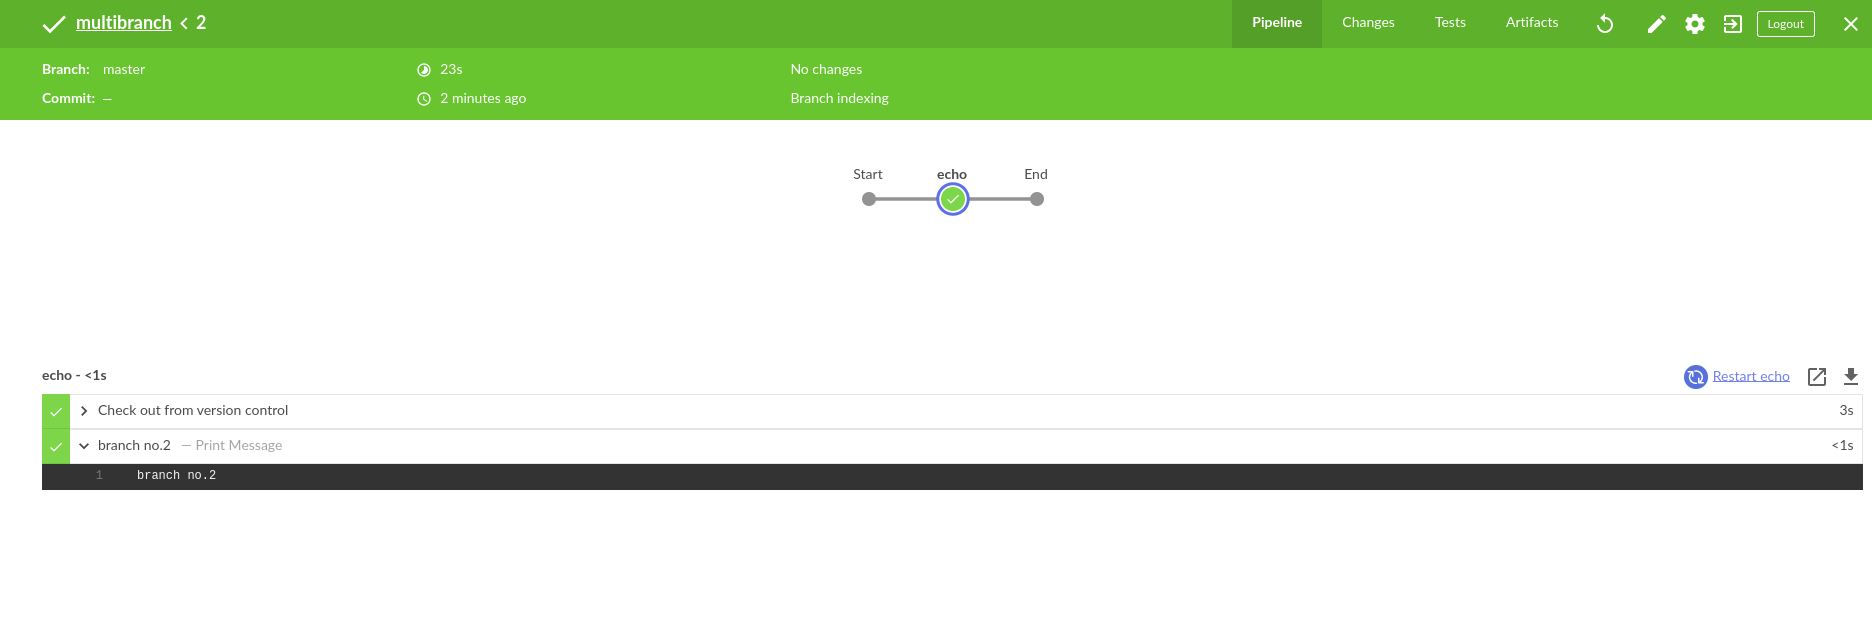 multibranch < 2 Pipeline Changes Tests Artifacts Logout
Branch: master 23s No changes
Commit: — 2 minutes ago Branch indexing
Start echo End
echo - <1s Restart echo
Check out from version control 3s
branch no.2 — Print Message <1s
1 branch no.2